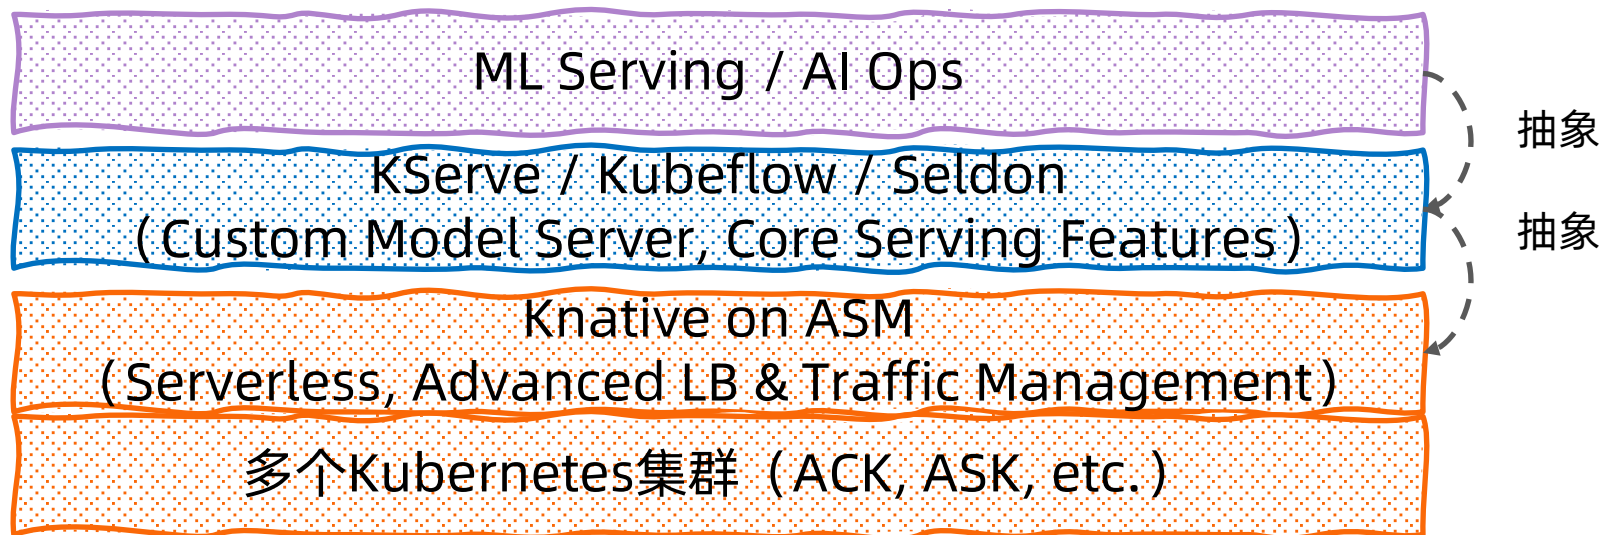 ML Serving / AI Ops
抽象
KServe / Kubeflow / Seldon
（Custom Model Server, Core Serving Features）
抽象
Knative on ASM
（Serverless, Advanced LB & Traffic Management）
多个Kubernetes集群（ACK, ASK, etc.）